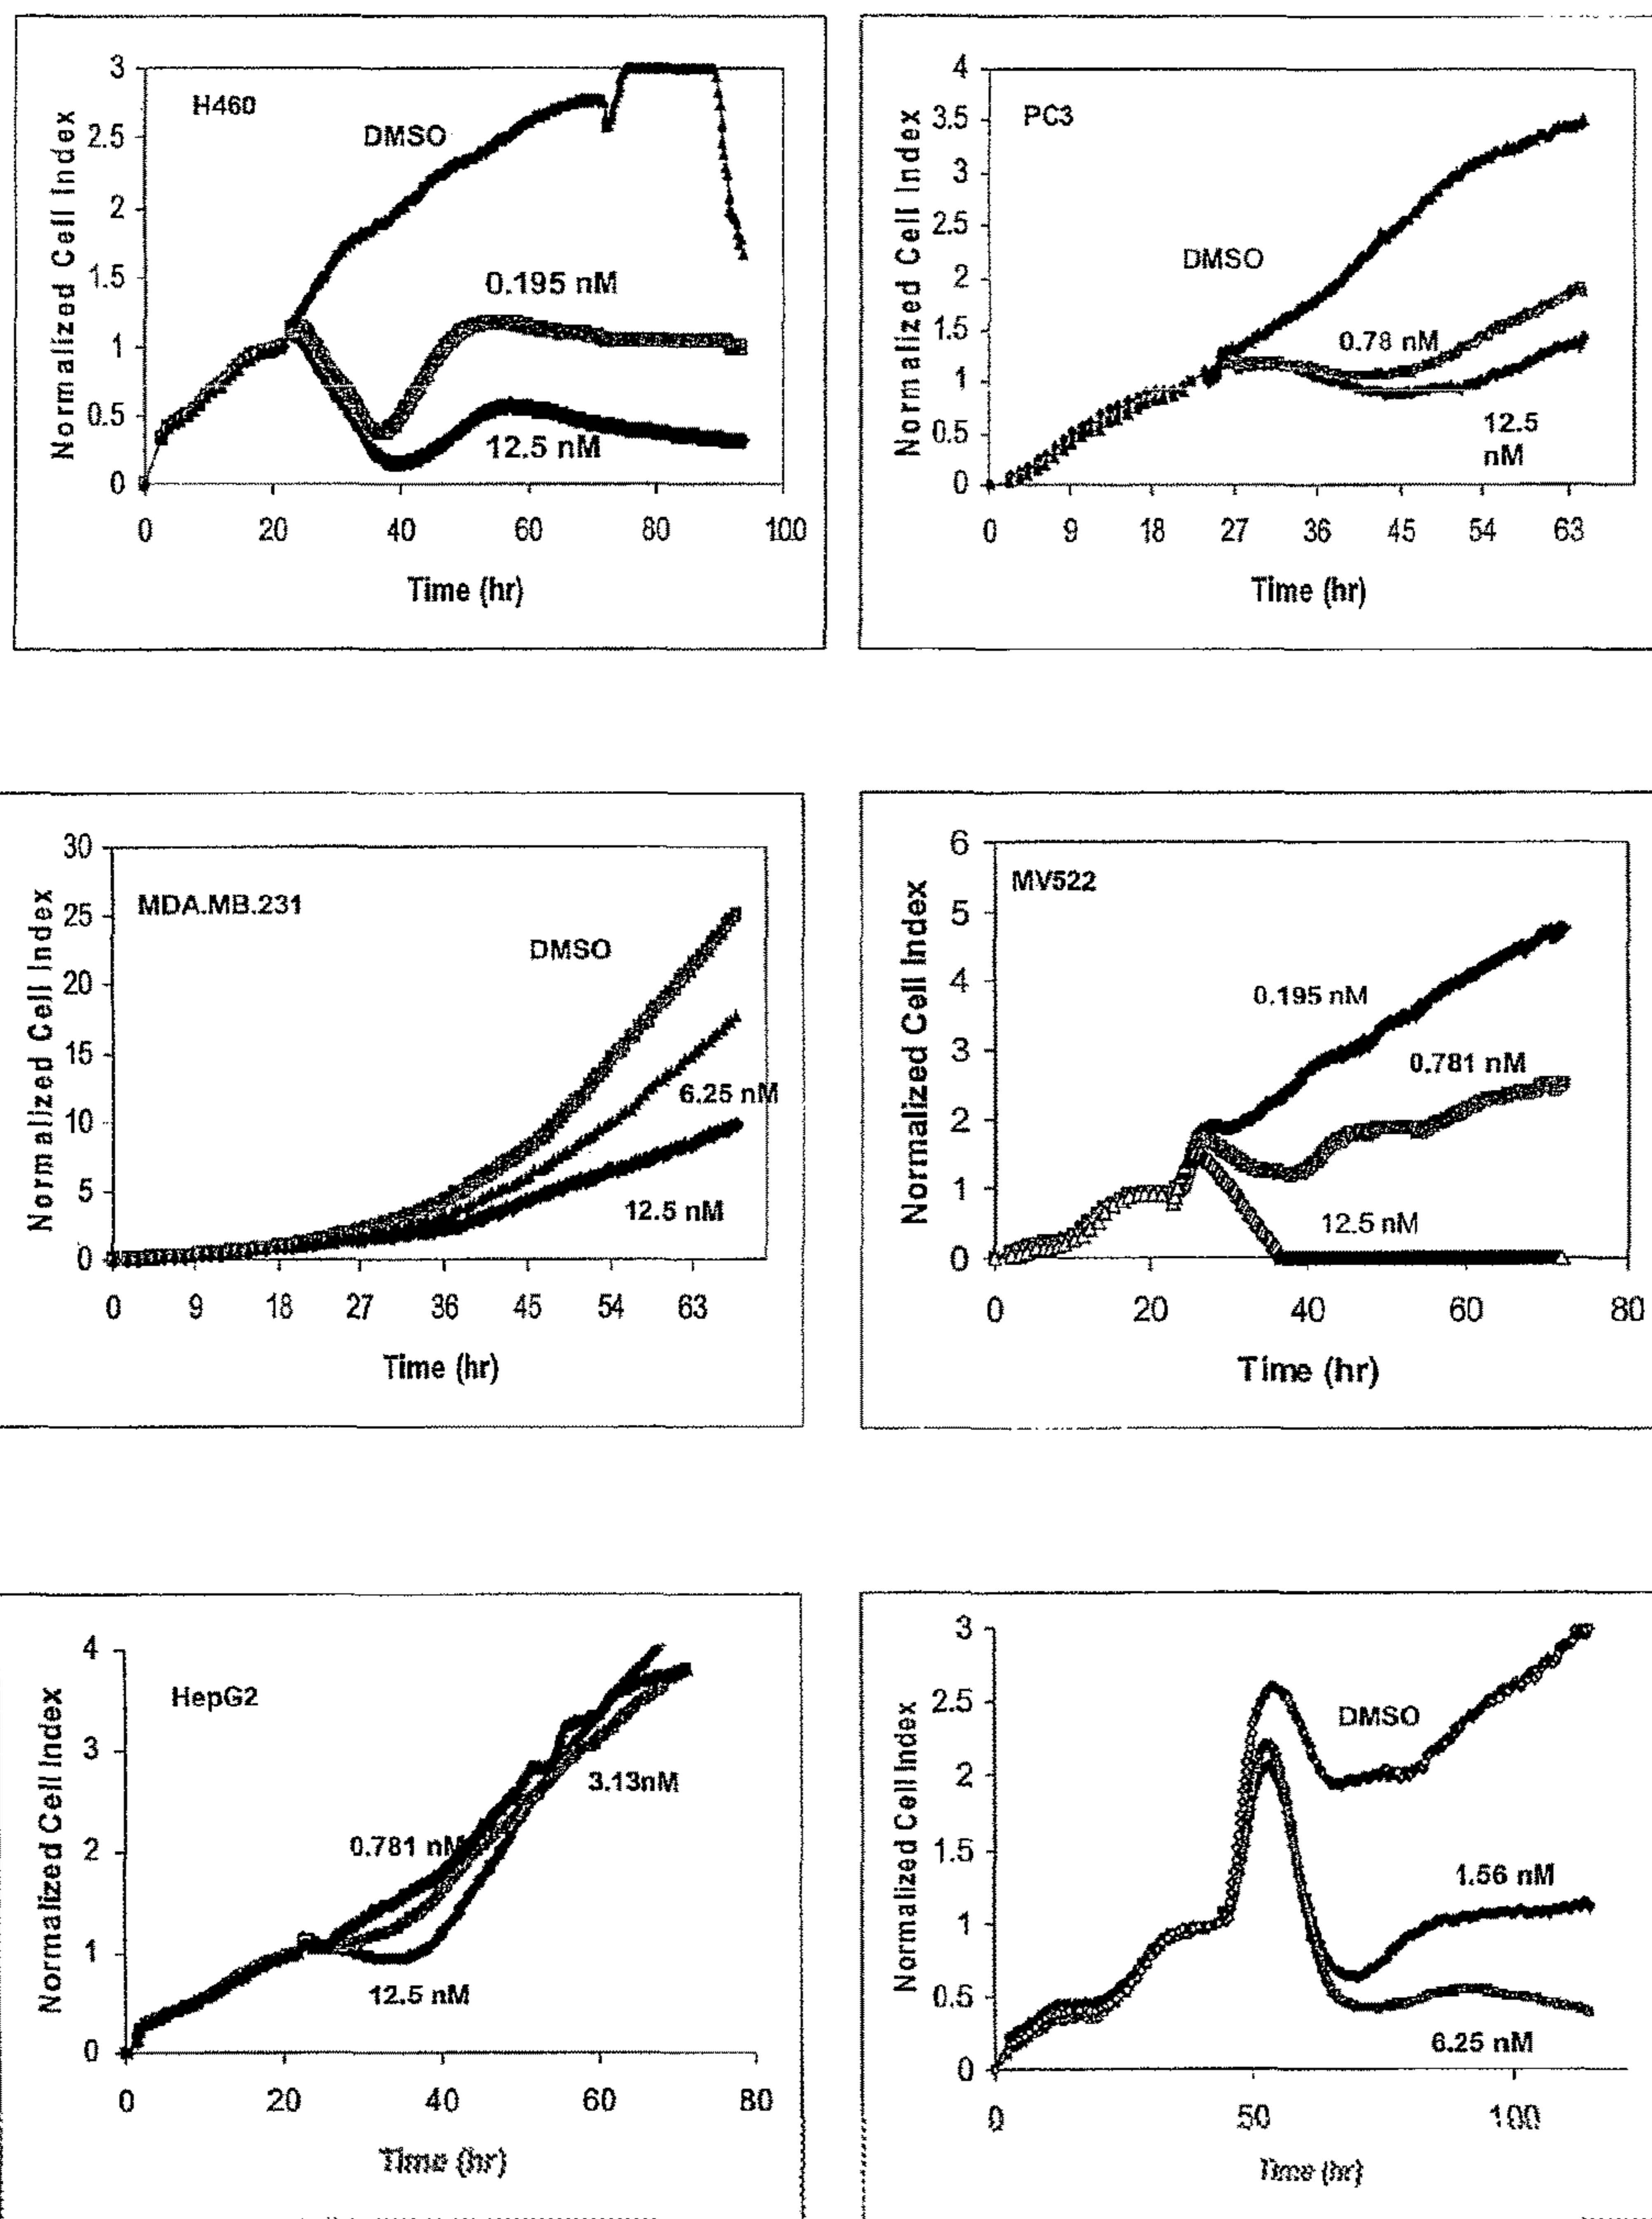 H460
DMSO
0.195 nM
12.5 nM
Normalized Cell Index
3
2.5
2
1.5
1
0.5
0
0 20 40 60 80 100
Time (hr)
PC3
DMSO
0.78 nM
12.5
nM
Normalized Cell Index
4
3.5
3
2.5
2
1.5
1
0.5
0
0 9 18 27 36 45 54 63
Time (hr)
MDA.MB.231
DMSO
6.25 nM
12.5 nM
Normalized Cell Index
30
25
20
15
10
5
0
0 9 18 27 36 45 54 63
Time (hr)
MV522
0.195 nM
0.781 nM
12.5 nM
Normalized Cell Index
6
5
4
3
2
1
0
0 20 40 60 80
Time (hr)
HepG2
3.13nM
0.781 nM
12.5 nM
Normalized Cell Index
4
3
2
1
0
0 20 40 60 80
Time (hr)
DMSO
1.56 nM
6.25 nM
Normalized Cell Index
3
2.5
2
1.5
1
0.5
0
0 50 100
Time (hr)